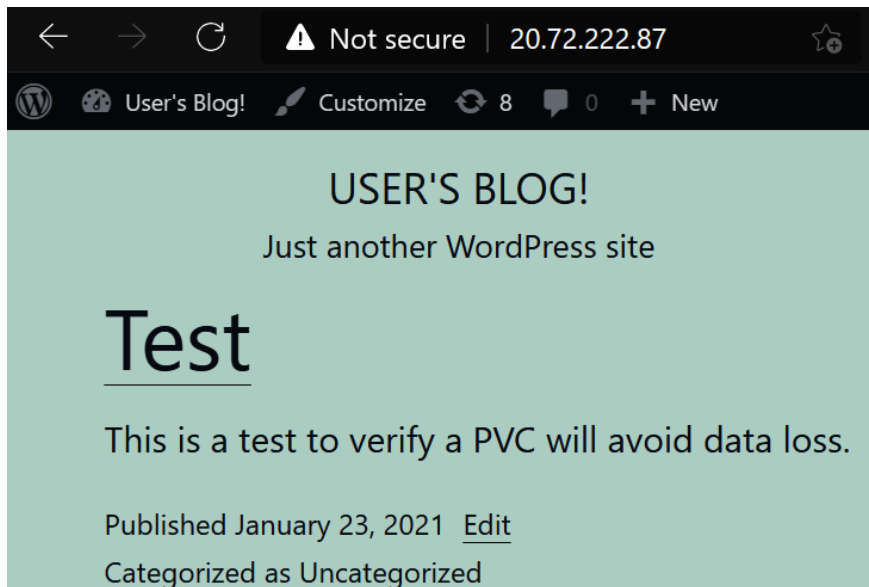 Not secure | 20.72.222.87
User's Blog! Customize 8 0 New
USER'S BLOG!
Just another WordPress site
Test
This is a test to verify a PVC will avoid data loss.
Published January 23, 2021 Edit
Categorized as Uncategorized